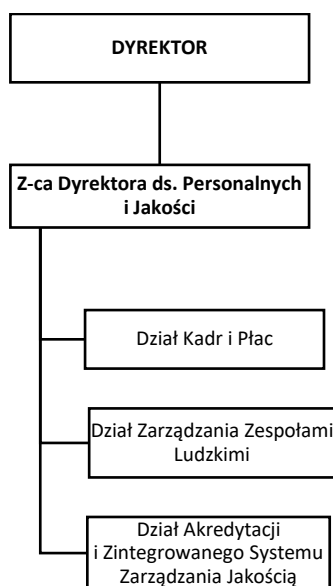 DYREKTOR
Z-ca Dyrektora ds. Personalnych
i Jakości
Dział Kadr i Płac
Dział Zarządzania Zespołami
Ludzkimi
Dział Akredytacji
i Zintegrowanego Systemu
Zarządzania Jakością